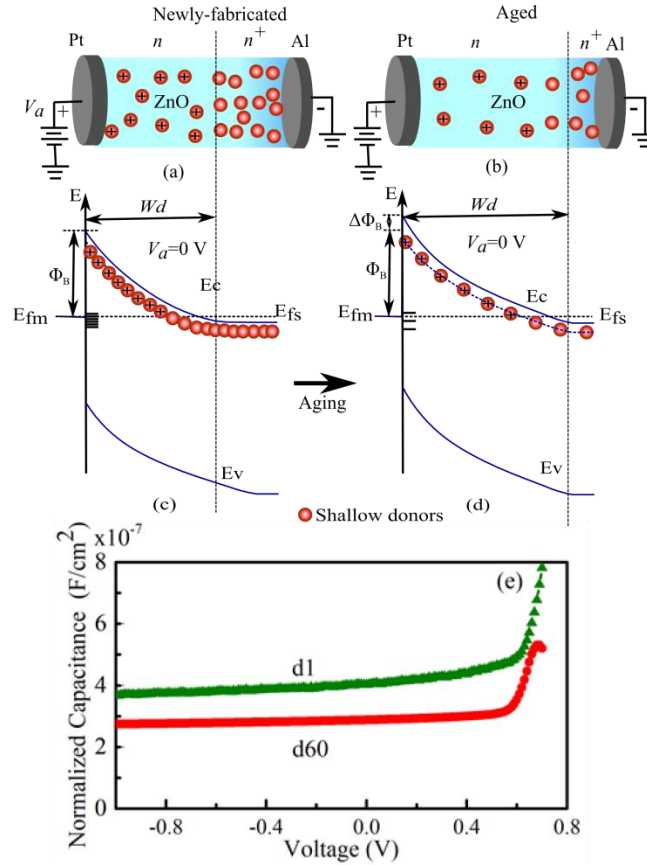 Newly-fabricated
Aged
Pt
n
n+
Al
Pt
n
n+
Al
Va
+
ZnO
-
+
ZnO
-
(a)
(b)
E
Wd
Va=0 V
ΦB
Ec
Efm
Efs
Ev
(c)
Aging
E
Wd
ΔΦB
Va=0 V
ΦB
Ec
Efm
Efs
Ev
(d)
Shallow donors
x10-7
(e)
Normalized Capacitance (F/cm2)
8
6
4
2
0
d1
d60
-0.8
-0.4
0.0
0.4
0.8
Voltage (V)